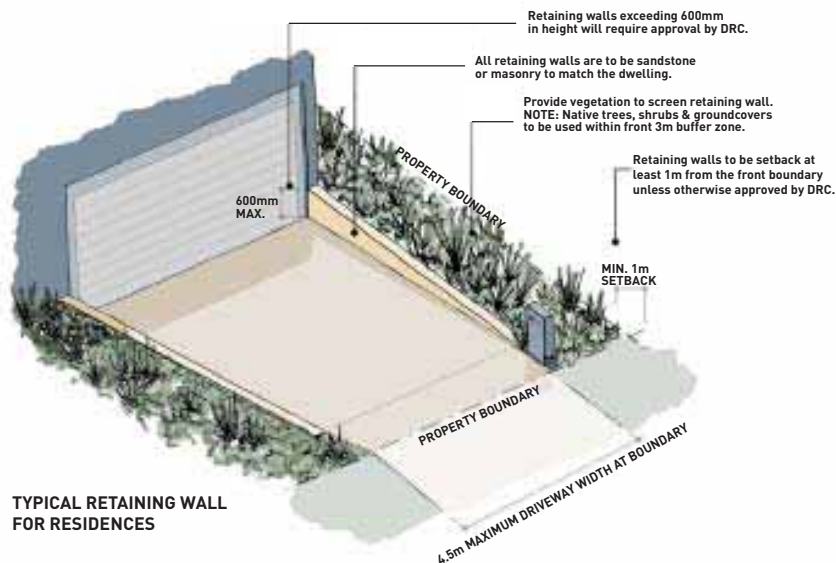 Retaining walls exceeding 600mm
in height will require approval by DRC.
All retaining walls are to be sandstone
or masonry to match the dwelling.
Provide vegetation to screen retaining wall.
NOTE: Native trees, shrubs & groundcovers
to be used within front 3m buffer zone.
PROPERTY BOUNDARY
Retaining walls to be setback at
least 1m from the front boundary
unless otherwise approved by DRC.
600mm
MAX.
MIN. 1m
SETBACK
PROPERTY BOUNDARY
4.5m MAXIMUM DRIVEWAY WIDTH AT BOUNDARY
TYPICAL RETAINING WALL
FOR RESIDENCES